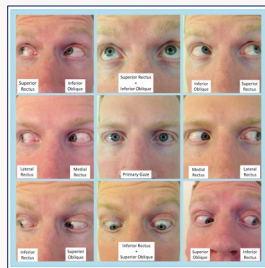 Superior
Rectus
Inferior
Oblique
Superior Rectus
+
Inferior Oblique
Inferior
Oblique
Superior
Rectus
Lateral
Rectus
Medial
Rectus
Primary Gaze
Medial
Rectus
Lateral
Rectus
Inferior
Rectus
Superior
Oblique
Inferior Rectus
+
Superior Oblique
Superior
Oblique
Inferior
Rectus